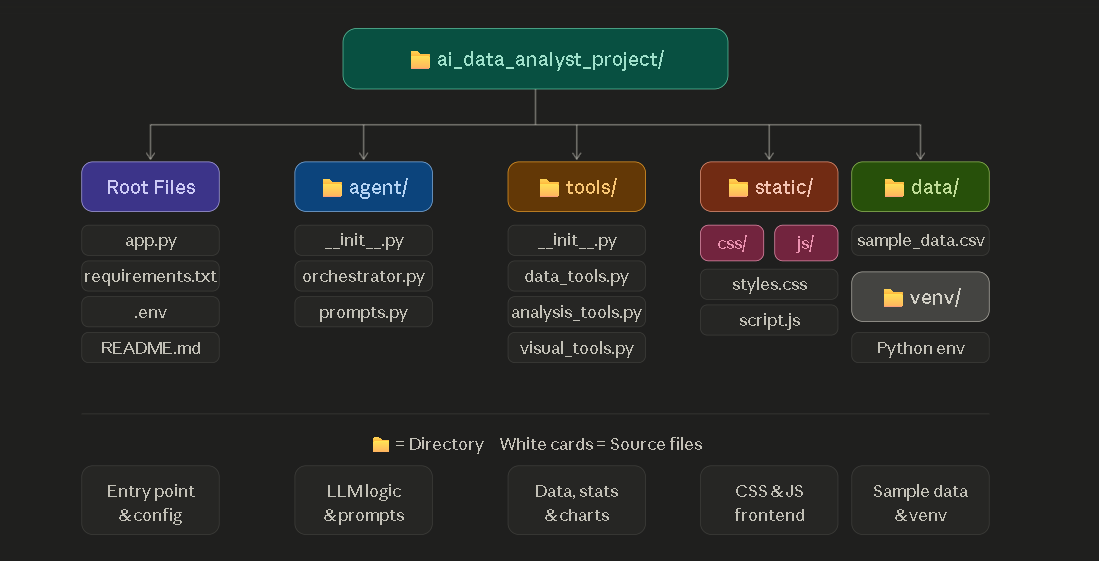 ai_data_analyst_project/
Root Files
agent/
tools/
static/
data/
app.py
requirements.txt
.env
README.md
__init__.py
orchestrator.py
prompts.py
__init__.py
data_tools.py
analysis_tools.py
visual_tools.py
css/
js/
styles.css
script.js
sample_data.csv
venv/
Python env
= Directory White cards = Source files
Entry point
& config
LLM logic
& prompts
Data, stats
& charts
CSS & JS
frontend
Sample data
& venv